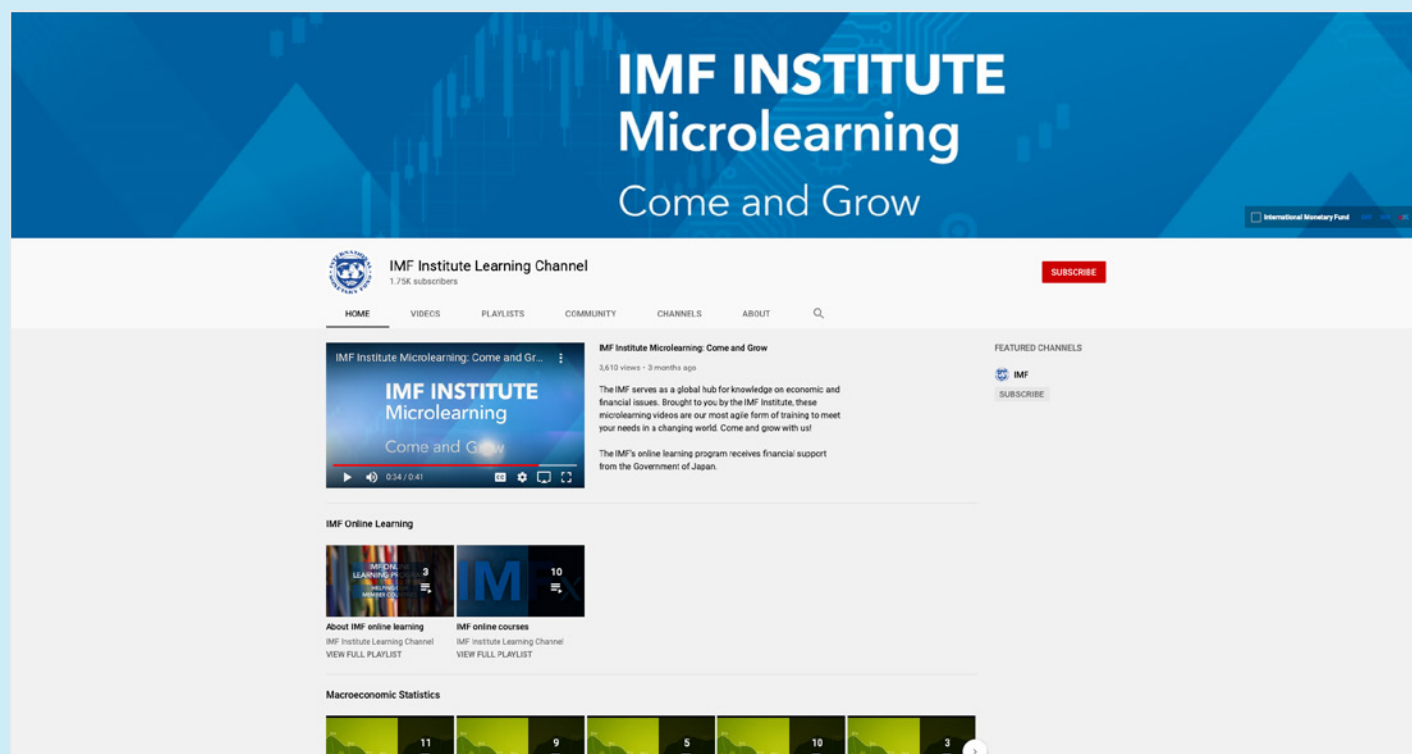 IMF INSTITUTE
Microlearning
Come and Grow
International Monetary Fund
IMF Institute Learning Channel
1.75K subscribers
SUBSCRIBE
HOME VIDEOS PLAYLISTS COMMUNITY CHANNELS ABOUT
IMF Institute Microlearning: Come and Gr...
IMF INSTITUTE
Microlearning
Come and Grow
0:34 / 0:41
CC
IMF Institute Microlearning: Come and Grow
3,610 views • 3 months ago
The IMF serves as a global hub for knowledge on economic and
financial issues. Brought to you by the IMF Institute, these
microlearning videos are our most agile form of training to meet
your needs in a changing world. Come and grow with us!
The IMF's online learning program receives financial support
from the Government of Japan.
FEATURED CHANNELS
IMF
SUBSCRIBE
IMF Online Learning
3
10
About IMF online learning
IMF Institute Learning Channel
VIEW FULL PLAYLIST
IMF online courses
IMF Institute Learning Channel
VIEW FULL PLAYLIST
Macroeconomic Statistics
11 9 5 10 3